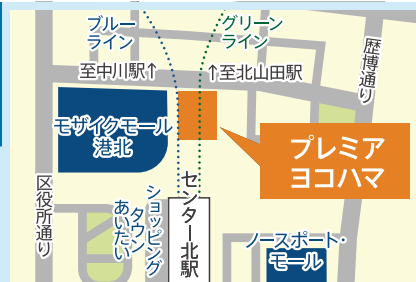 ブルー
ライン
グリーン
ライン
歴博通り
至中川駅↑
↑至北山田駅
モザイクモール
港北
プレミア
ヨコハマ
区役所通り
ショッピング
タウン
あいたい
センター北駅
ノースポート・
モール